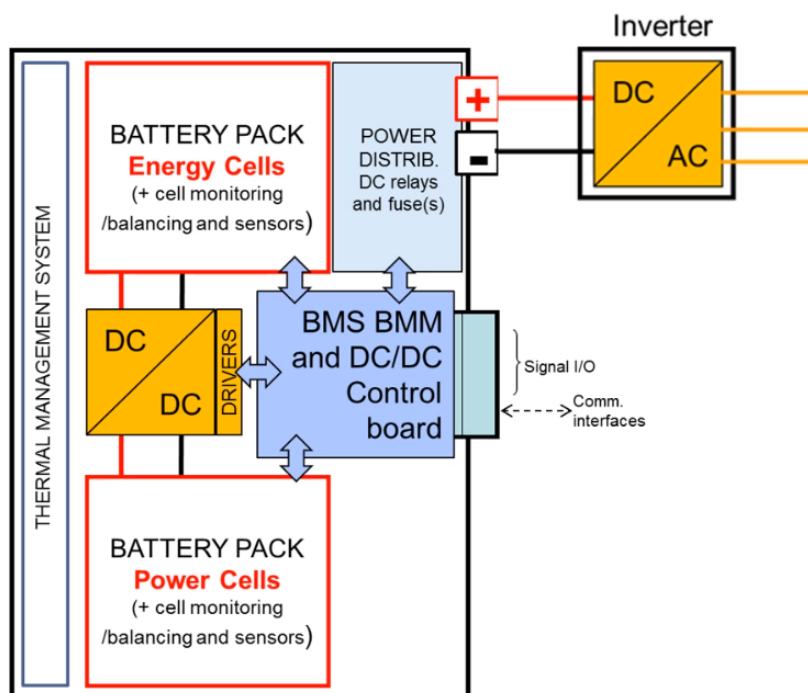 Inverter
THERMAL MANAGEMENT SYSTEM
BATTERY PACK
Energy Cells
(+ cell monitoring
/balancing and sensors)
POWER
DISTRIB.
DC relays
and fuse(s)
+
-
DC
AC
DC
DC
DRIVERS
BMS BMM
and DC/DC
Control
board
Signal I/O
Comm.
interfaces
BATTERY PACK
Power Cells
(+ cell monitoring
/balancing and sensors)